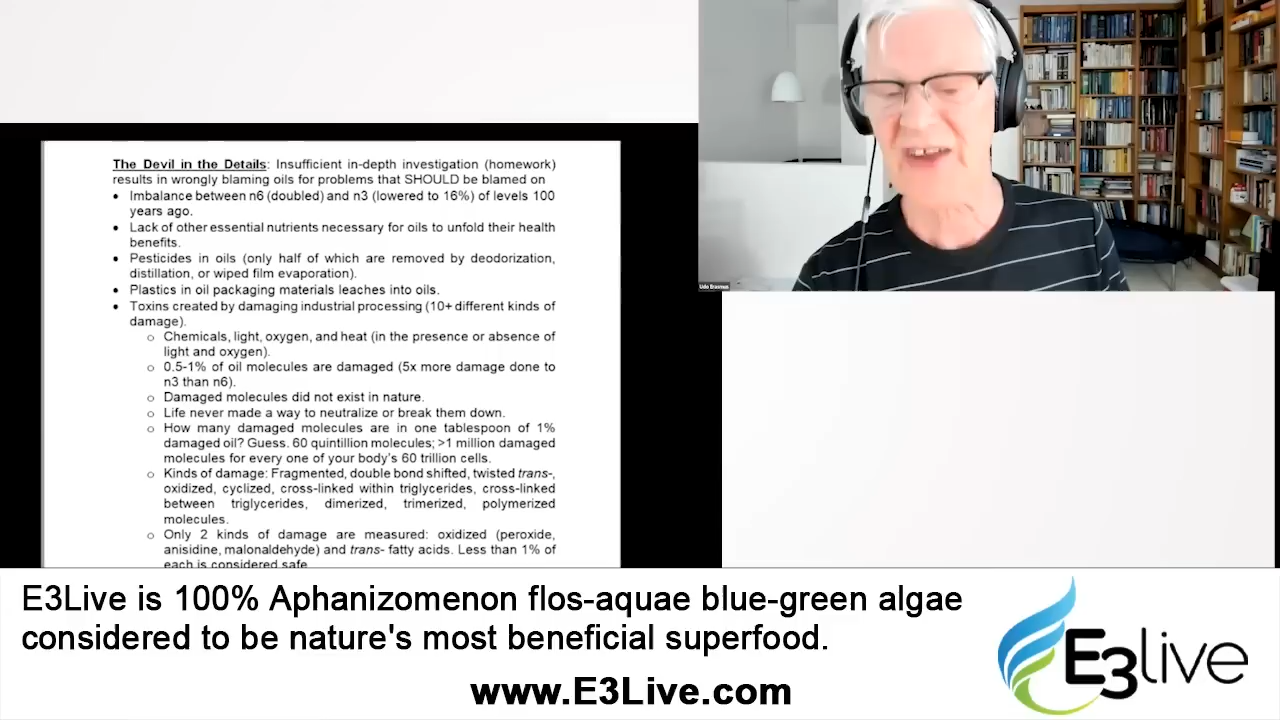 The Devil in the Details: Insufficient in-depth investigation (homework)
results in wrongly blaming oils for problems that SHOULD be blamed on
• Imbalance between n6 (doubled) and n3 (lowered to 16%) of levels 100
years ago.
• Lack of other essential nutrients necessary for oils to unfold their health
benefits.
• Pesticides in oils (only half of which are removed by deodorization,
distillation, or wiped film evaporation).
• Plastics in oil packaging materials leaches into oils.
• Toxins created by damaging industrial processing (10+ different kinds of
damage).
o Chemicals, light, oxygen, and heat (in the presence or absence of
light and oxygen).
o 0.5-1% of oil molecules are damaged (5x more damage done to
n3 than n6).
o Damaged molecules did not exist in nature.
o Life never made a way to neutralize or break them down.
o How many damaged molecules are in one tablespoon of 1%
damaged oil? Guess. 60 quintillion molecules; >1 million damaged
molecules for every one of your body's 60 trillion cells.
o Kinds of damage: Fragmented, double bond shifted, twisted trans-,
oxidized, cyclized, cross-linked within triglycerides, cross-linked
between triglycerides, dimerized, trimerized, polymerized
molecules.
o Only 2 kinds of damage are measured: oxidized (peroxide,
anisidine, malonaldehyde) and trans- fatty acids. Less than 1% of
each is considered safe
Udo Erasmus
E3Live is 100% Aphanizomenon flos-aquae blue-green algae
considered to be nature's most beneficial superfood.
www.E3Live.com
E3live